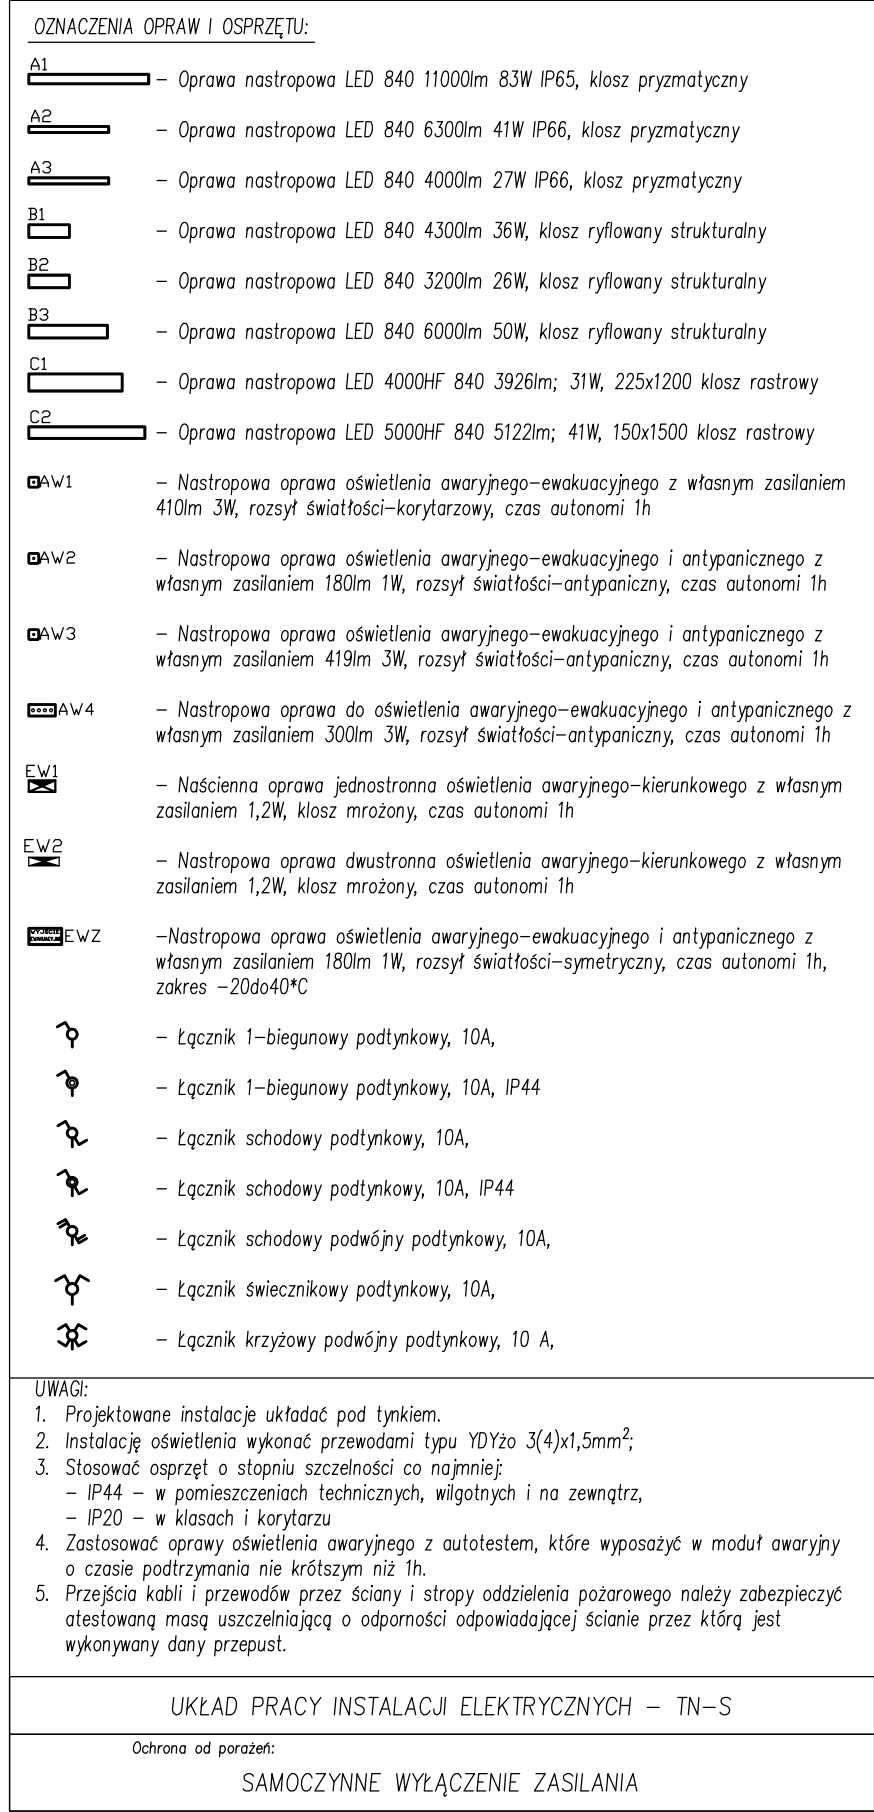 OZNACZENIA OPRAW I OSPRZĘTU:
A1
– Oprawa nastropowa LED 840 11000lm 83W IP65, klosz pryzmatyczny
A2
– Oprawa nastropowa LED 840 6300lm 41W IP66, klosz pryzmatyczny
A3
– Oprawa nastropowa LED 840 4000lm 27W IP66, klosz pryzmatyczny
B1
– Oprawa nastropowa LED 840 4300lm 36W, klosz ryflowany strukturalny
B2
– Oprawa nastropowa LED 840 3200lm 26W, klosz ryflowany strukturalny
B3
– Oprawa nastropowa LED 840 6000lm 50W, klosz ryflowany strukturalny
C1
– Oprawa nastropowa LED 4000HF 840 3926lm; 31W, 225x1200 klosz rastrowy
C2
– Oprawa nastropowa LED 5000HF 840 5122lm; 41W, 150x1500 klosz rastrowy
AW1 – Nastropowa oprawa oświetlenia awaryjnego–ewakuacyjnego z własnym zasilaniem
410lm 3W, rozsył światłości–korytarzowy, czas autonomi 1h
AW2 – Nastropowa oprawa oświetlenia awaryjnego–ewakuacyjnego i antypanicznego z
własnym zasilaniem 180lm 1W, rozsył światłości–antypaniczny, czas autonomi 1h
AW3 – Nastropowa oprawa oświetlenia awaryjnego–ewakuacyjnego i antypanicznego z
własnym zasilaniem 419lm 3W, rozsył światłości–antypaniczny, czas autonomi 1h
AW4 – Nastropowa oprawa do oświetlenia awaryjnego–ewakuacyjnego i antypanicznego z
własnym zasilaniem 300lm 3W, rozsył światłości–antypaniczny, czas autonomi 1h
EW1
– Naścienna oprawa jednostronna oświetlenia awaryjnego–kierunkowego z własnym
zasilaniem 1,2W, klosz mrożony, czas autonomi 1h
EW2
– Nastropowa oprawa dwustronna oświetlenia awaryjnego–kierunkowego z własnym
zasilaniem 1,2W, klosz mrożony, czas autonomi 1h
WYJŚCIE
EWZ –Nastropowa oprawa oświetlenia awaryjnego–ewakuacyjnego i antypanicznego z
własnym zasilaniem 180lm 1W, rozsył światłości–symetryczny, czas autonomi 1h,
zakres –20do40*C
– Łącznik 1–biegunowy podtynkowy, 10A,
– Łącznik 1–biegunowy podtynkowy, 10A, IP44
– Łącznik schodowy podtynkowy, 10A,
– Łącznik schodowy podtynkowy, 10A, IP44
– Łącznik schodowy podwójny podtynkowy, 10A,
– Łącznik świecznikowy podtynkowy, 10A,
– Łącznik krzyżowy podwójny podtynkowy, 10 A,
UWAGI:
1. Projektowane instalacje układać pod tynkiem.
2. Instalację oświetlenia wykonać przewodami typu YDYżo 3(4)x1,5mm²;
3. Stosować osprzęt o stopniu szczelności co najmniej:
– IP44 – w pomieszczeniach technicznych, wilgotnych i na zewnątrz,
– IP20 – w klasach i korytarzu
4. Zastosować oprawy oświetlenia awaryjnego z autotestem, które wyposażyć w moduł awaryjny
o czasie podtrzymania nie krótszym niż 1h.
5. Przejścia kabli i przewodów przez ściany i stropy oddzielenia pożarowego należy zabezpieczyć
atestowaną masą uszczelniającą o odporności odpowiadającej ścianie przez którą jest
wykonywany dany przepust.
UKŁAD PRACY INSTALACJI ELEKTRYCZNYCH – TN–S
Ochrona od porażeń:
SAMOCZYNNE WYŁĄCZENIE ZASILANIA